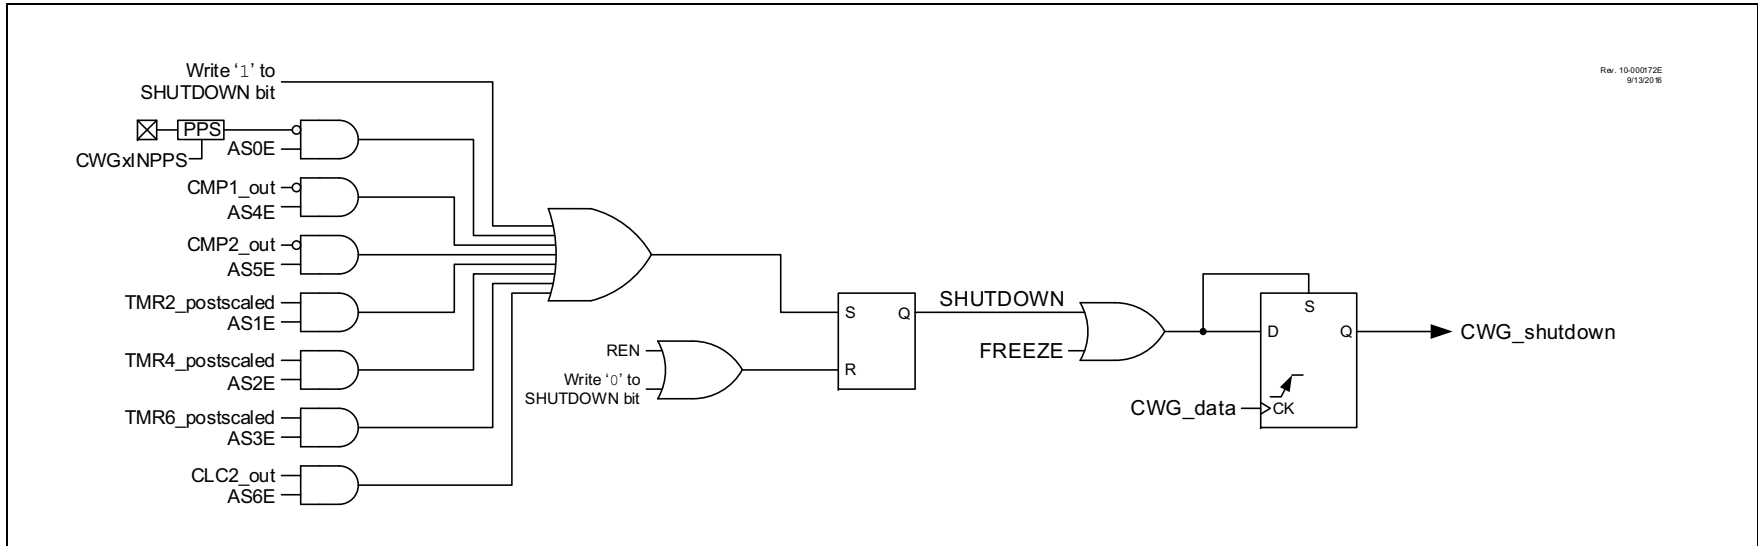 Write ‘1’ to
SHUTDOWN bit
Rev. 10-000172E
9/13/2016
PPS
AS0E
CWGxINPPS
CMP1_out
AS4E
CMP2_out
AS5E
TMR2_postscaled
AS1E
TMR4_postscaled
AS2E
TMR6_postscaled
AS3E
CLC2_out
AS6E
REN
Write ‘0’ to
SHUTDOWN bit
S
Q
R
SHUTDOWN
FREEZE
S
D
Q
CWG_data
CK
CWG_shutdown